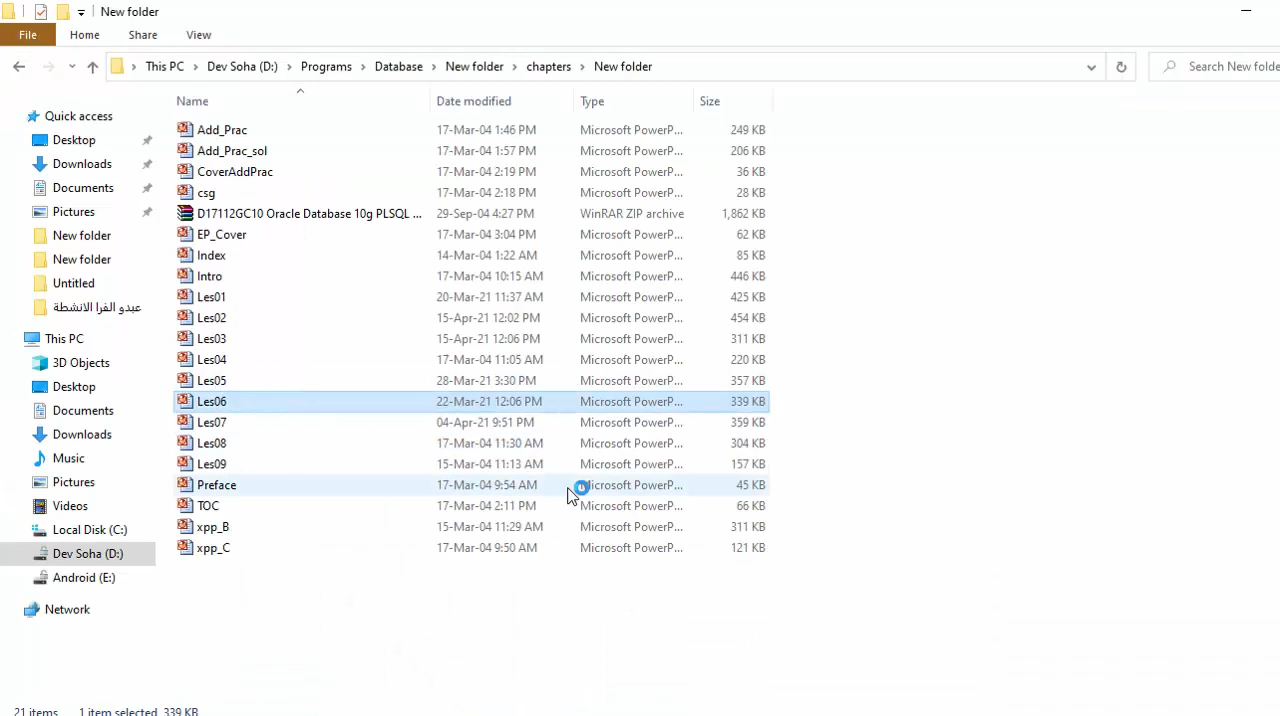 New folder
File Home Share View
This PC Dev Soha (D:) Programs Database New folder chapters New folder Search New folde
Name Date modified Type Size
Quick access
Desktop
Downloads
Documents
Pictures
New folder
New folder
Untitled
عبدو الفرا الانشطة
This PC
3D Objects
Desktop
Documents
Downloads
Music
Pictures
Videos
Local Disk (C:)
Dev Soha (D:)
Android (E:)
Network
Add_Prac 17-Mar-04 1:46 PM Microsoft PowerP... 249 KB
Add_Prac_sol 17-Mar-04 1:57 PM Microsoft PowerP... 206 KB
CoverAddPrac 17-Mar-04 2:19 PM Microsoft PowerP... 36 KB
csg 17-Mar-04 2:18 PM Microsoft PowerP... 28 KB
D17112GC10 Oracle Database 10g PLSQL ... 29-Sep-04 4:27 PM WinRAR ZIP archive 1,862 KB
EP_Cover 17-Mar-04 3:04 PM Microsoft PowerP... 62 KB
Index 14-Mar-04 1:22 AM Microsoft PowerP... 85 KB
Intro 17-Mar-04 10:15 AM Microsoft PowerP... 446 KB
Les01 20-Mar-21 11:37 AM Microsoft PowerP... 425 KB
Les02 15-Apr-21 12:02 PM Microsoft PowerP... 454 KB
Les03 15-Apr-21 12:06 PM Microsoft PowerP... 311 KB
Les04 17-Mar-04 11:05 AM Microsoft PowerP... 220 KB
Les05 28-Mar-21 3:30 PM Microsoft PowerP... 357 KB
Les06 22-Mar-21 12:06 PM Microsoft PowerP... 339 KB
Les07 04-Apr-21 9:51 PM Microsoft PowerP... 359 KB
Les08 17-Mar-04 11:30 AM Microsoft PowerP... 304 KB
Les09 15-Mar-04 11:13 AM Microsoft PowerP... 157 KB
Preface 17-Mar-04 9:54 AM Microsoft PowerP... 45 KB
TOC 17-Mar-04 2:11 PM Microsoft PowerP... 66 KB
xpp_B 15-Mar-04 11:29 AM Microsoft PowerP... 311 KB
xpp_C 17-Mar-04 9:50 AM Microsoft PowerP... 121 KB
21 items 1 item selected 339 KB